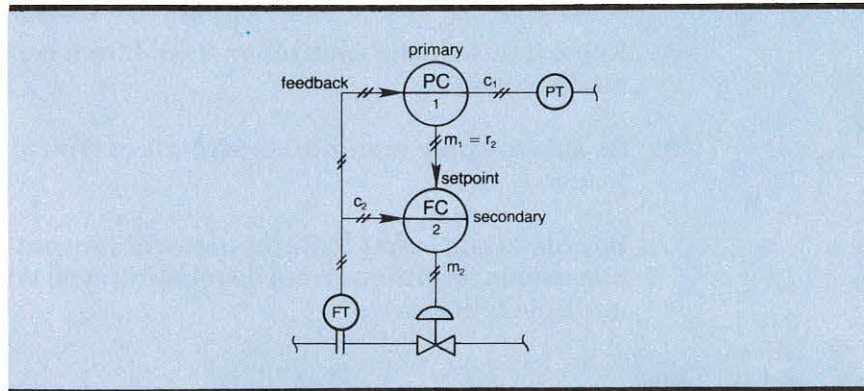 primary
feedback
PC
1
c₁
PT
m₁ = r₂
setpoint
c₂
FC
2
secondary
m₂
FT